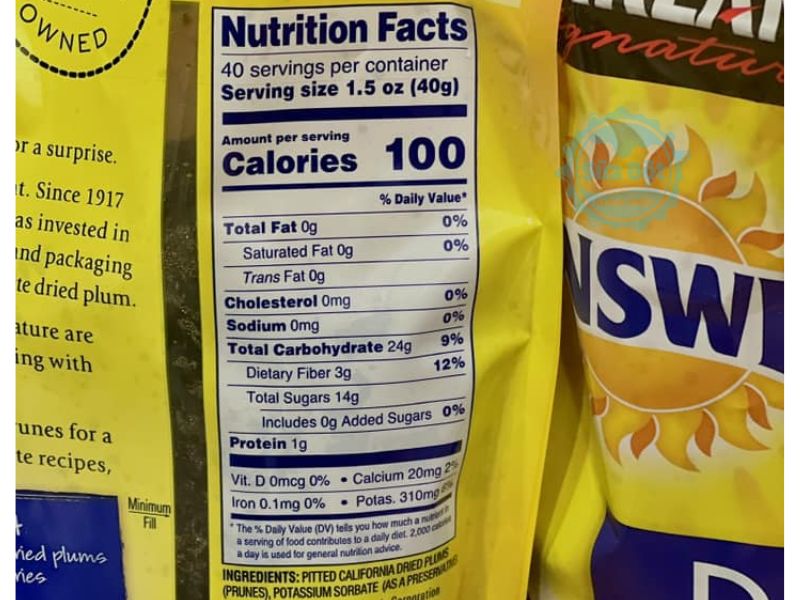 OWNED
or a surprise.
t. Since 1917
as invested in
and packaging
te dried plum.
ature are
ing with
runes for a
te recipes,
Minimum
Fill
ried plums
Nutrition Facts
40 servings per container
Serving size 1.5 oz (40g)
Amount per serving
Calories 100
% Daily Value*
Total Fat 0g 0%
Saturated Fat 0g 0%
Trans Fat 0g
Cholesterol 0mg 0%
Sodium 0mg 0%
Total Carbohydrate 24g 9%
Dietary Fiber 3g 12%
Total Sugars 14g
Includes 0g Added Sugars 0%
Protein 1g
Vit. D 0mcg 0% • Calcium 20mg 2%
Iron 0.1mg 0% • Potas. 310mg
* The % Daily Value (DV) tells you how much a nutrient in
a serving of food contributes to a daily diet. 2,000 calories
a day is used for general nutrition advice.
INGREDIENTS: PITTED CALIFORNIA DRIED PLUMS
(PRUNES), POTASSIUM SORBATE (AS A PRESERVATIVE)
Corporation
gnatur
NSW
D